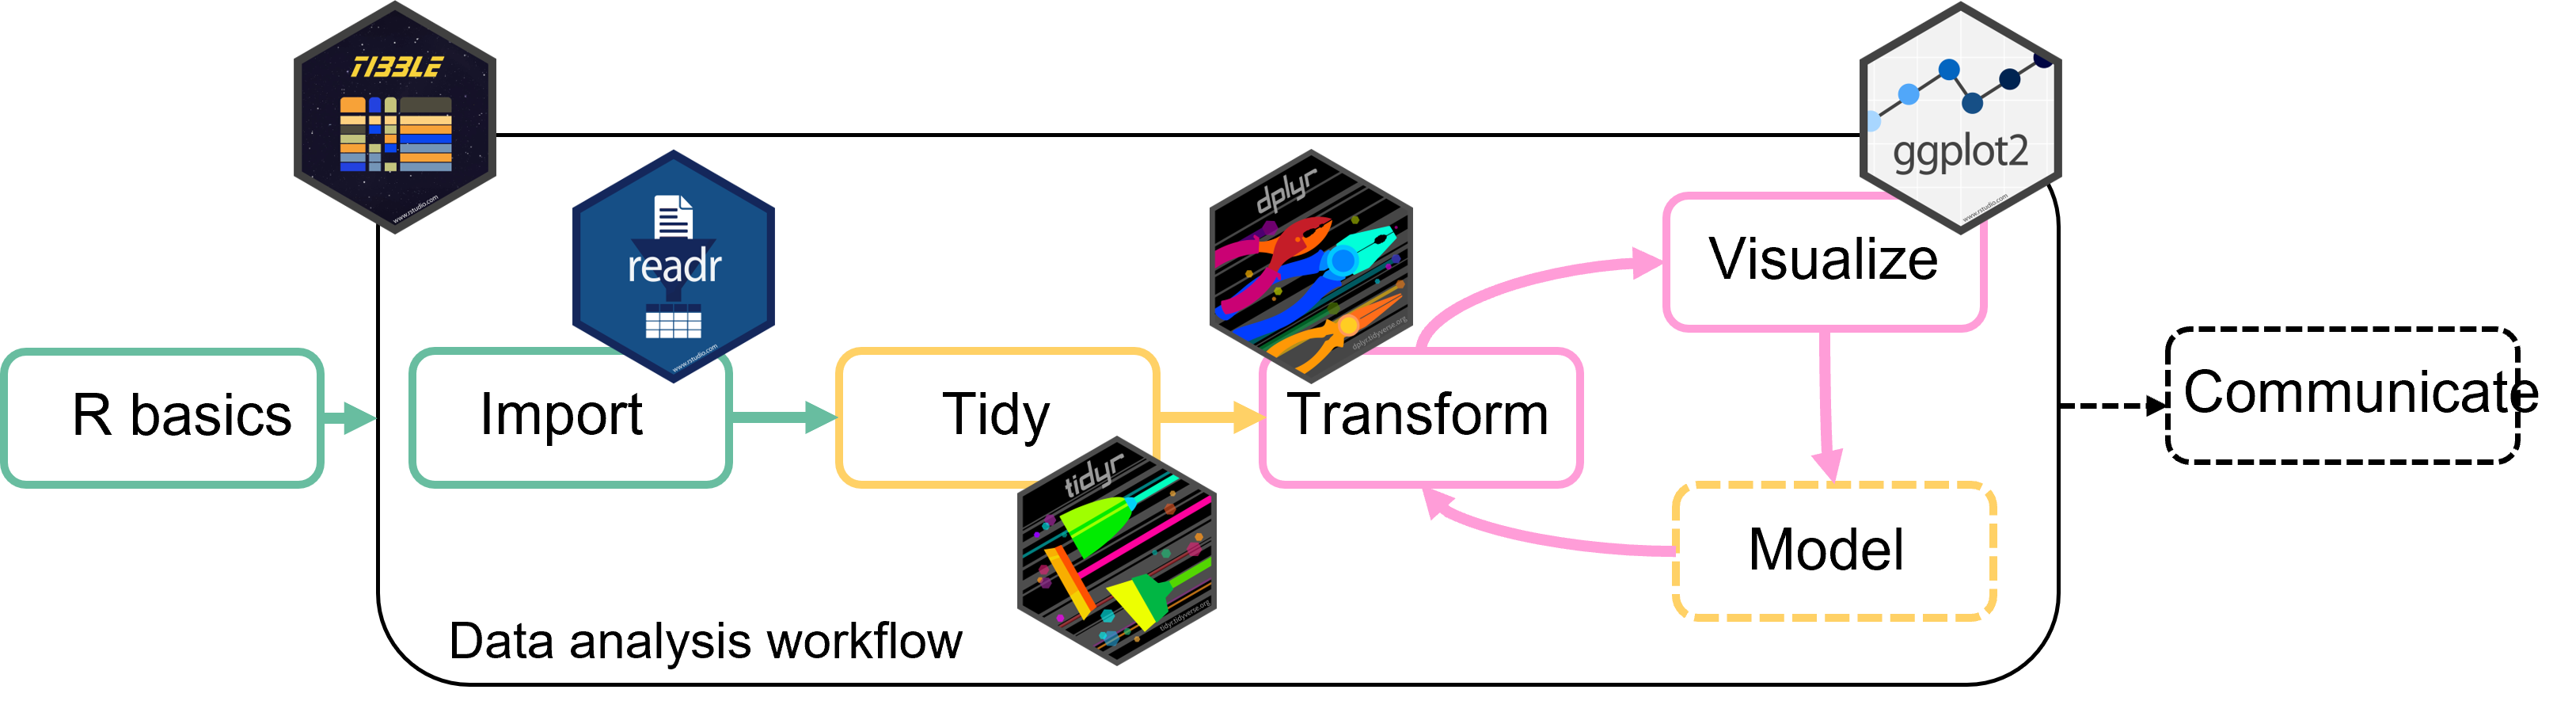 TIBBLE
www.rstudio.com
ggplot2
www.rstudio.com
readr
www.rstudio.com
dplyr
dplyr.tidyverse.org
Visualize
R basics
Import
Tidy
Transform
Communicate
tidyr
tidyr.tidyverse.org
Model
Data analysis workflow